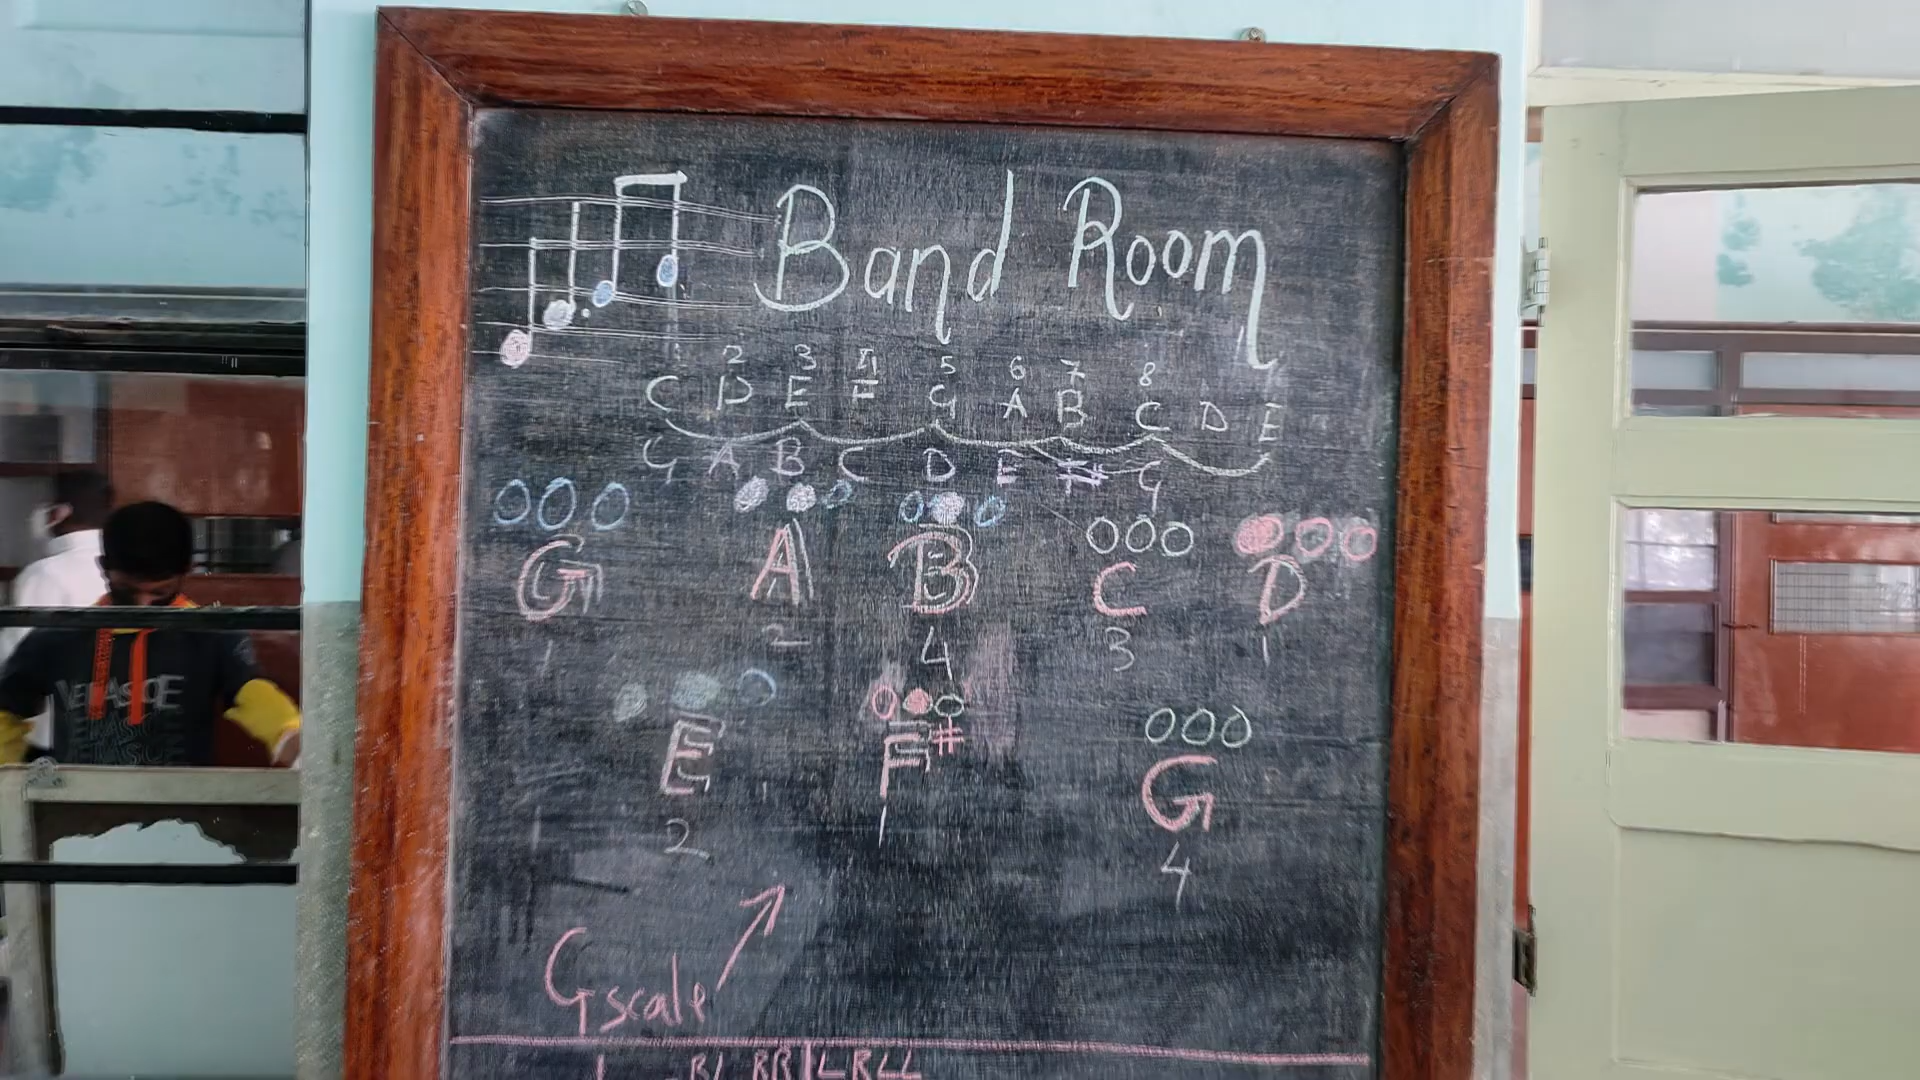 Band Room
1 2 3 4 5 6 7 8
C D E F G A B C D E
G A B C D E F# G
G A B C D
1 2 4 3 1
E F# G
2 1 4
G scale